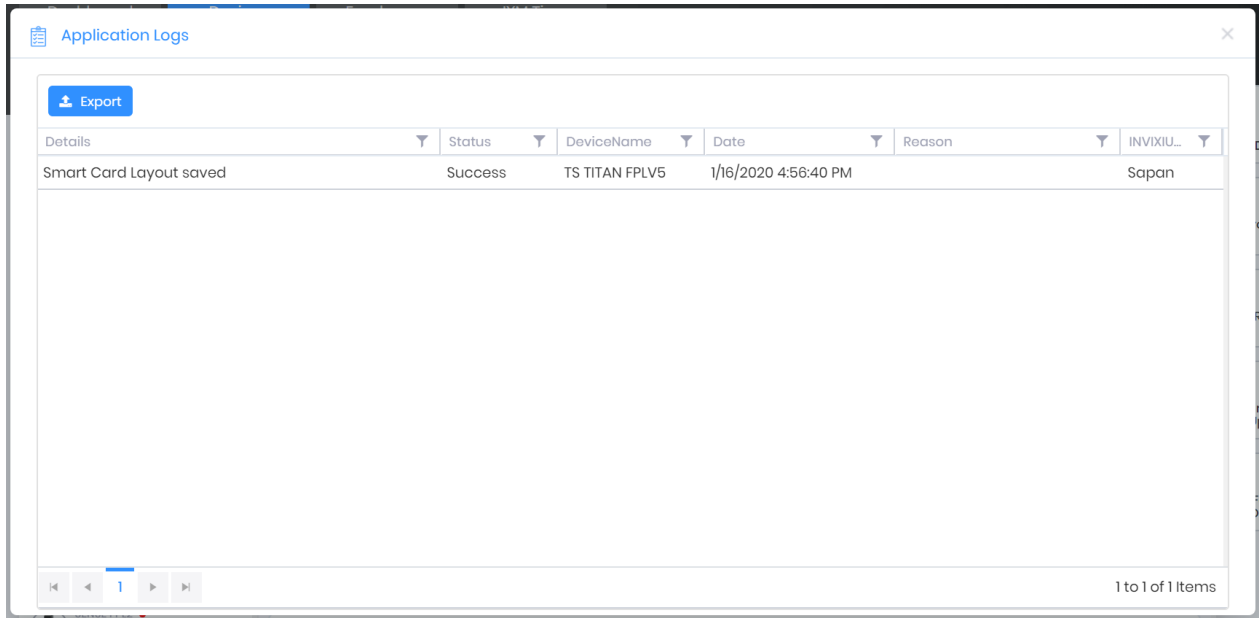 Application Logs
Export
Details Status DeviceName Date Reason INVIXIU...
Smart Card Layout saved Success TS TITAN FPLV5 1/16/2020 4:56:40 PM Sapan
1 1 to 1 of 1 Items